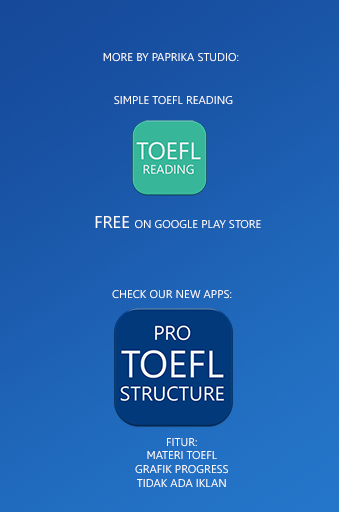 MORE BY PAPRIKA STUDIO:
SIMPLE TOEFL READING
TOEFL
READING
FREE ON GOOGLE PLAY STORE
CHECK OUR NEW APPS:
PRO
TOEFL
STRUCTURE
FITUR:
MATERI TOEFL
GRAFIK PROGRESS
TIDAK ADA IKLAN